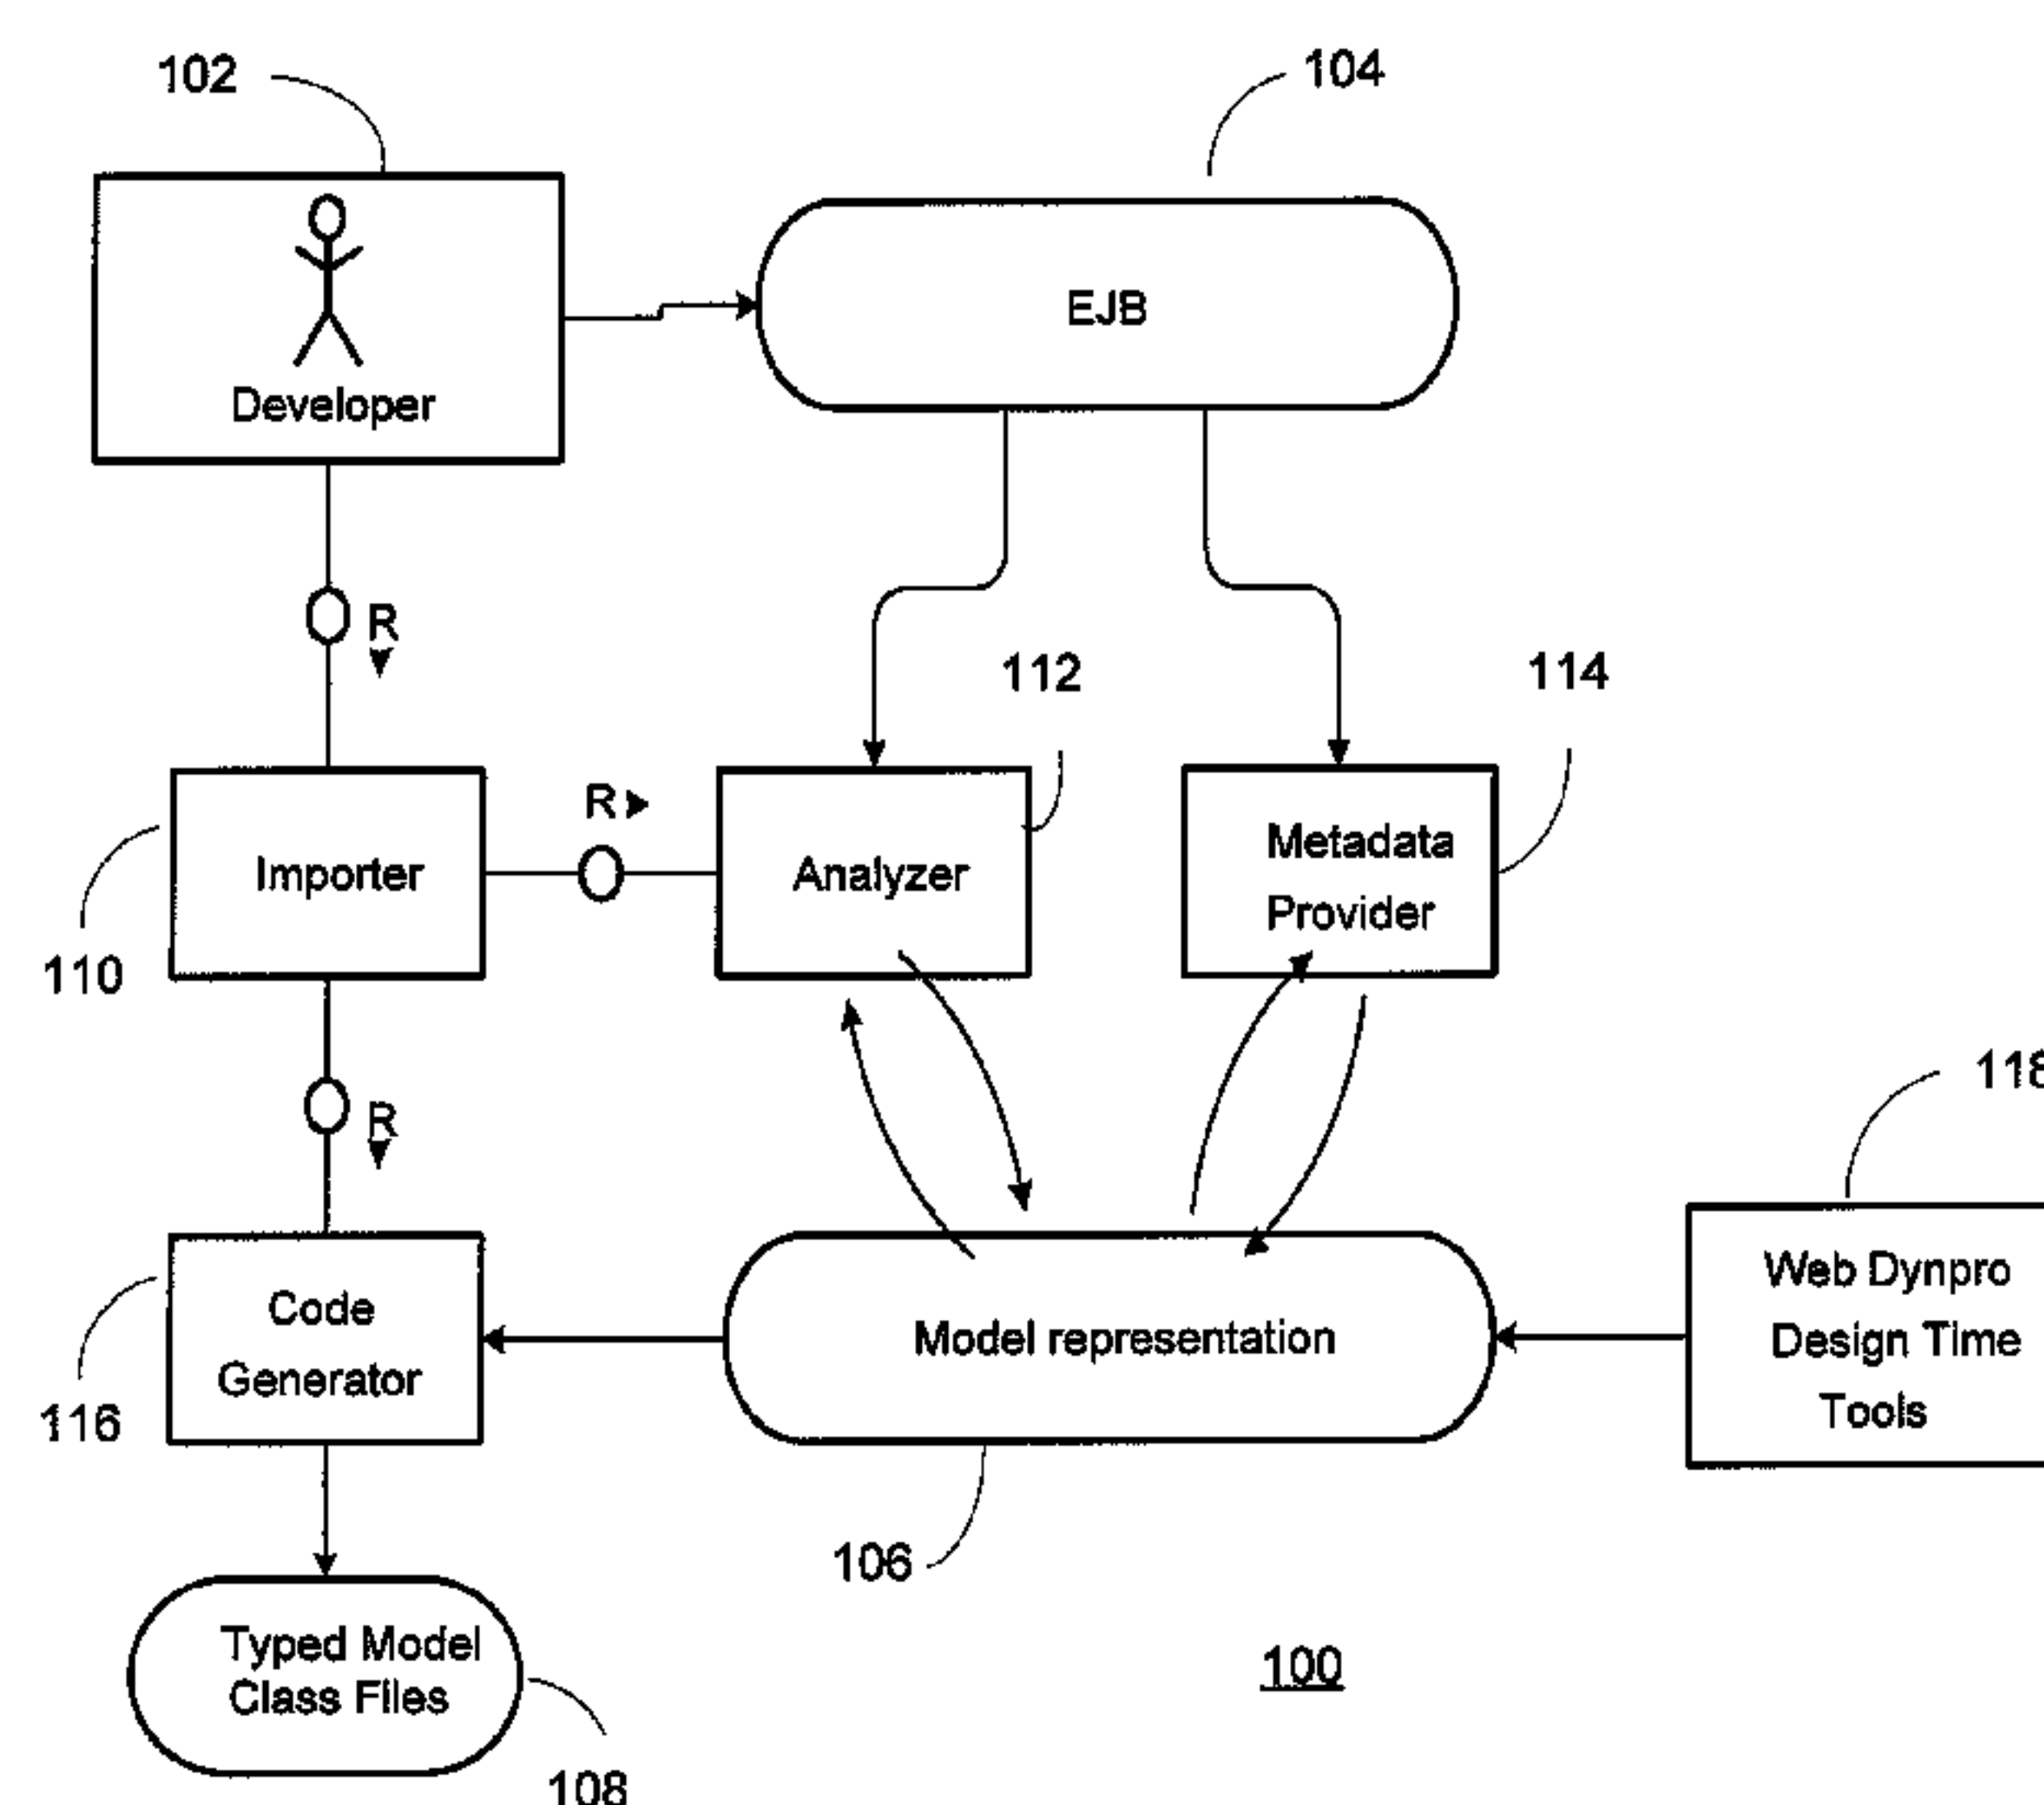 102
104
EJB
Developer
R
112
114
R
Importer
Analyzer
Metadata
Provider
110
118
R
Code
Generator
Model representation
Web Dynpro
Design Time
Tools
116
106
Typed Model
Class Files
100
108